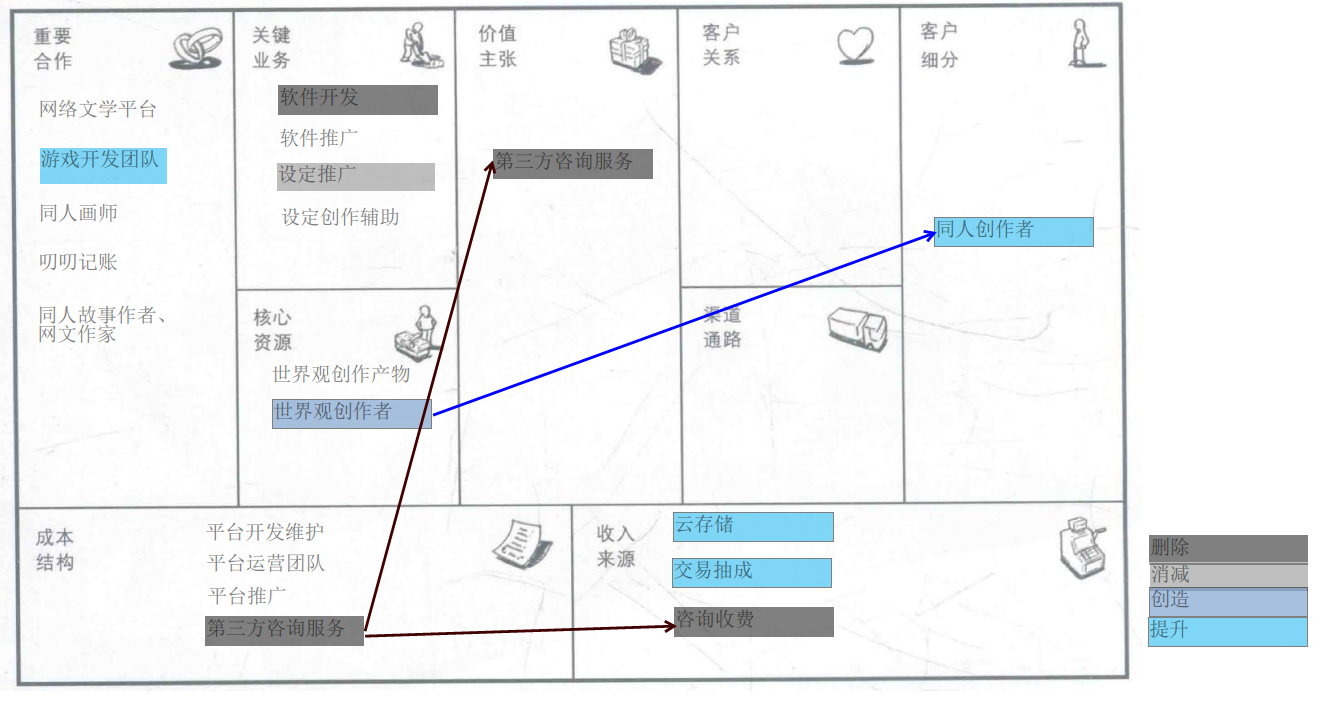 重要
合作
网络文学平台
游戏开发团队
同人画师
叨叨记账
同人故事作者、
网文作家
关键
业务
软件开发
软件推广
设定推广
设定创作辅助
核心
资源
世界观创作产物
世界观创作者
价值
主张
第三方咨询服务
客户
关系
渠道
通路
客户
细分
同人创作者
成本
结构
平台开发维护
平台运营团队
平台推广
第三方咨询服务
收入
来源
云存储
交易抽成
咨询收费
删除
消减
创造
提升